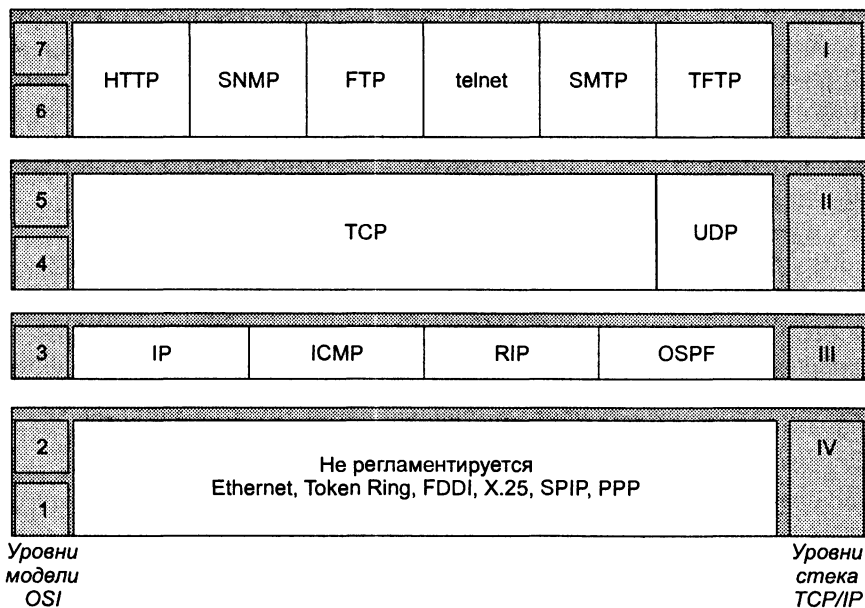 7
HTTP SNMP FTP telnet SMTP TFTP
I
6
5
TCP UDP
II
4
3 IP ICMP RIP OSPF III
2
IV
Не регламентируется
Ethernet, Token Ring, FDDI, X.25, SPIP, PPP
1
Уровни
модели
OSI
Уровни
стека
TCP/IP